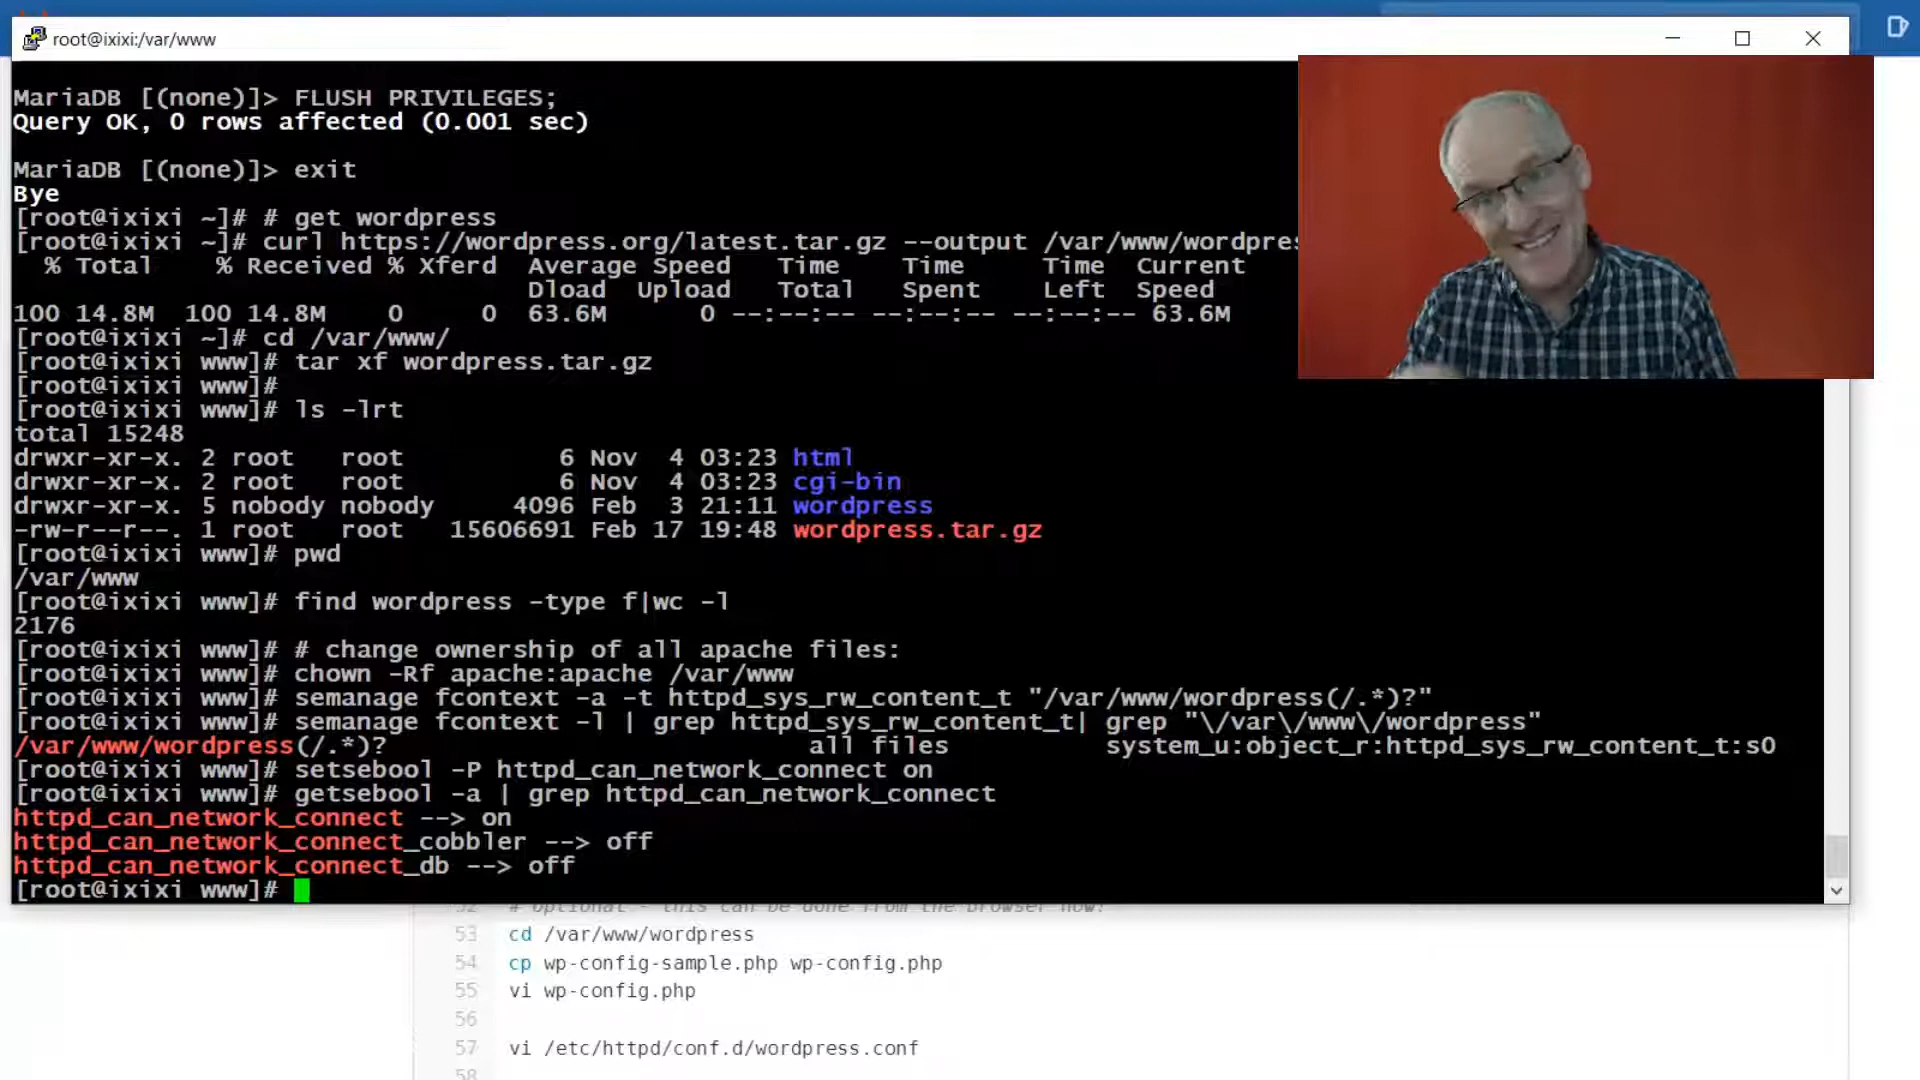 root@ixixi:/var/www
MariaDB [(none)]> FLUSH PRIVILEGES;
Query OK, 0 rows affected (0.001 sec)
MariaDB [(none)]> exit
Bye
[root@ixixi ~]# # get wordpress
[root@ixixi ~]# curl https://wordpress.org/latest.tar.gz --output /var/www/wordpres
% Total % Received % Xferd Average Speed Time Time Time Current
Dload Upload Total Spent Left Speed
100 14.8M 100 14.8M 0 0 63.6M 0 --:--:-- --:--:-- --:--:-- 63.6M
[root@ixixi ~]# cd /var/www/
[root@ixixi www]# tar xf wordpress.tar.gz
[root@ixixi www]#
[root@ixixi www]# ls -lrt
total 15248
drwxr-xr-x. 2 root root 6 Nov 4 03:23 html
drwxr-xr-x. 2 root root 6 Nov 4 03:23 cgi-bin
drwxr-xr-x. 5 nobody nobody 4096 Feb 3 21:11 wordpress
-rw-r--r--. 1 root root 15606691 Feb 17 19:48 wordpress.tar.gz
[root@ixixi www]# pwd
/var/www
[root@ixixi www]# find wordpress -type f|wc -l
2176
[root@ixixi www]# # change ownership of all apache files:
[root@ixixi www]# chown -Rf apache:apache /var/www
[root@ixixi www]# semanage fcontext -a -t httpd_sys_rw_content_t "/var/www/wordpress(/.*)?"
[root@ixixi www]# semanage fcontext -l | grep httpd_sys_rw_content_t| grep "\/var\/www\/wordpress"
/var/www/wordpress(/.*)? all files system_u:object_r:httpd_sys_rw_content_t:s0
[root@ixixi www]# setsebool -P httpd_can_network_connect on
[root@ixixi www]# getsebool -a | grep httpd_can_network_connect
httpd_can_network_connect --> on
httpd_can_network_connect_cobbler --> off
httpd_can_network_connect_db --> off
[root@ixixi www]#
52 # Optional - this can be done from the browser now!
53 cd /var/www/wordpress
54 cp wp-config-sample.php wp-config.php
55 vi wp-config.php
56
57 vi /etc/httpd/conf.d/wordpress.conf
58